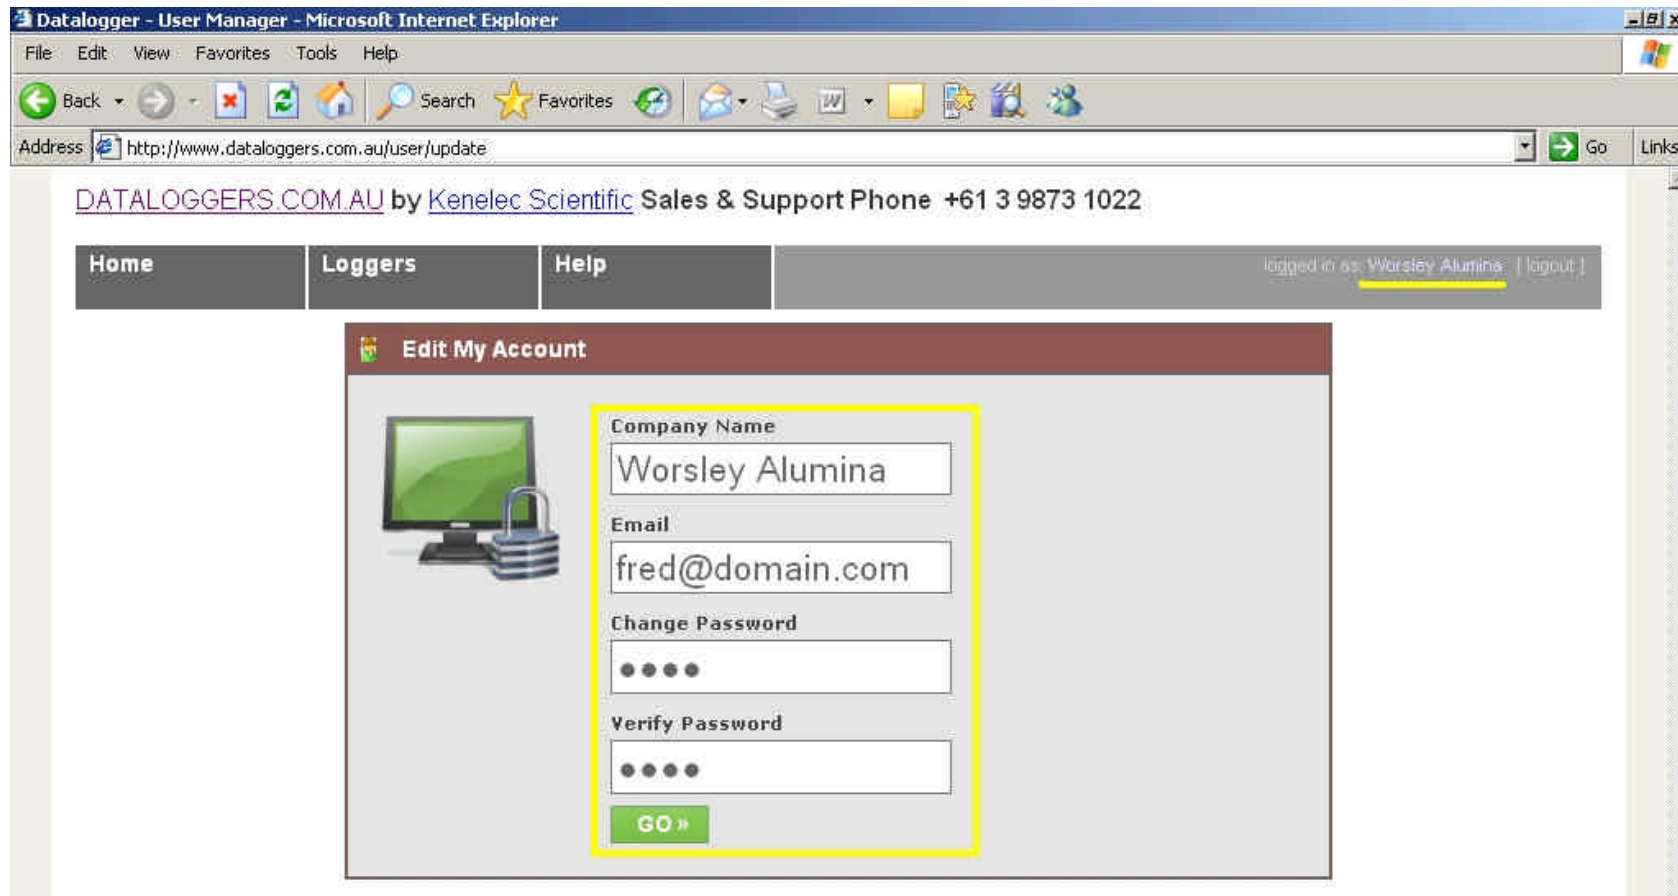 Datalogger - User Manager - Microsoft Internet Explorer
File Edit View Favorites Tools Help
Back Search Favorites
Address http://www.dataloggers.com.au/user/update Go Links
DATALOGGERS.COM.AU by Kenelec Scientific Sales & Support Phone +61 3 9873 1022
Home Loggers Help logged in as: Worsley Alumina [ logout ]
Edit My Account
Company Name
Worsley Alumina
Email
fred@domain.com
Change Password
••••
Verify Password
••••
GO »